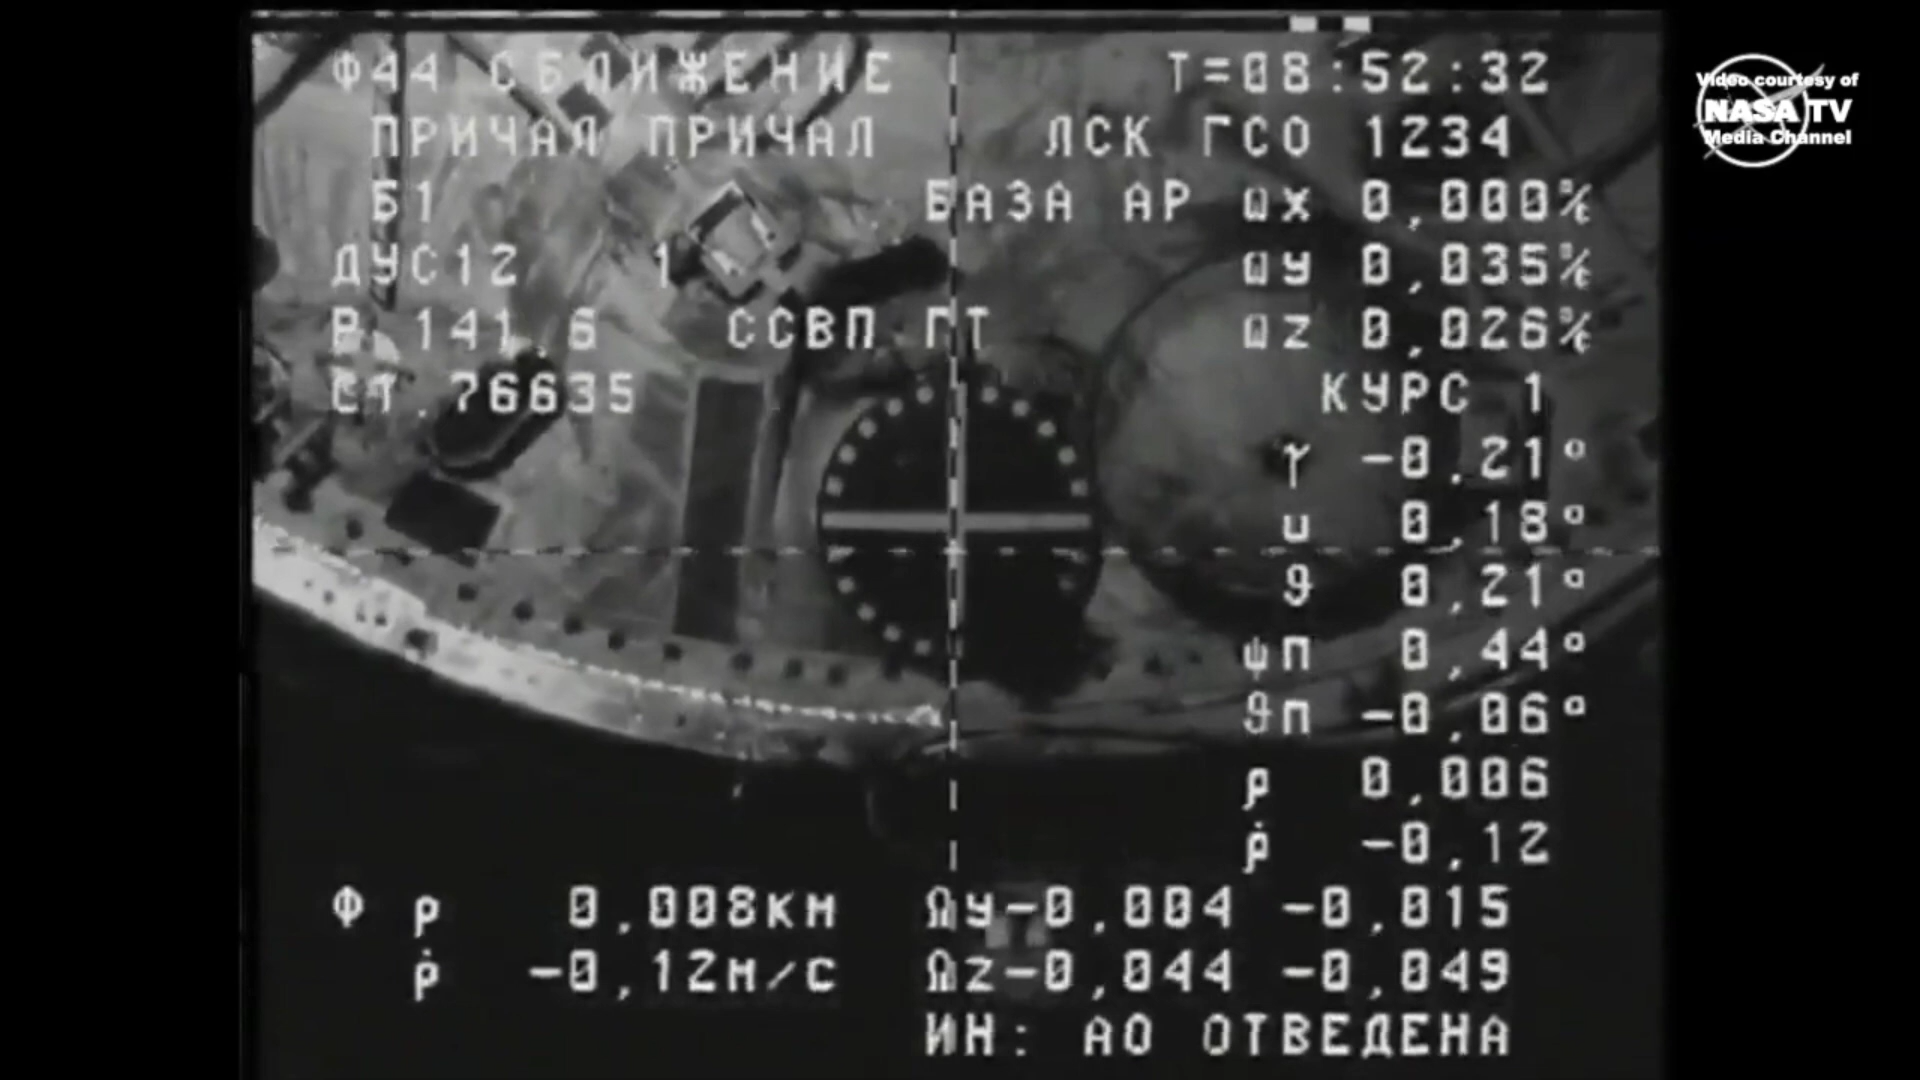 Ф44 СБЛИЖЕНИЕ T=08:52:32
ПРИЧАЛ ПРИЧАЛ ЛСК ГСО 1234
Б1 БАЗА АР Ωx 0,000°/с
ДУС12 1 Ωy 0,035°/с
Р.141.6 ССВП ГТ Ωz 0,026°/с
СТ.76635 КУРС 1
γ -0,21°
u 0,18°
ϑ 0,21°
ψп 0,44°
ϑп -0,06°
ρ 0,006
ρ̇ -0,12
Ф ρ 0,008км Ωy-0,004 -0,015
ρ̇ -0,12м/с Ωz-0,044 -0,049
ИН: АО ОТВЕДЕНА
Video courtesy of
NASA TV
Media Channel